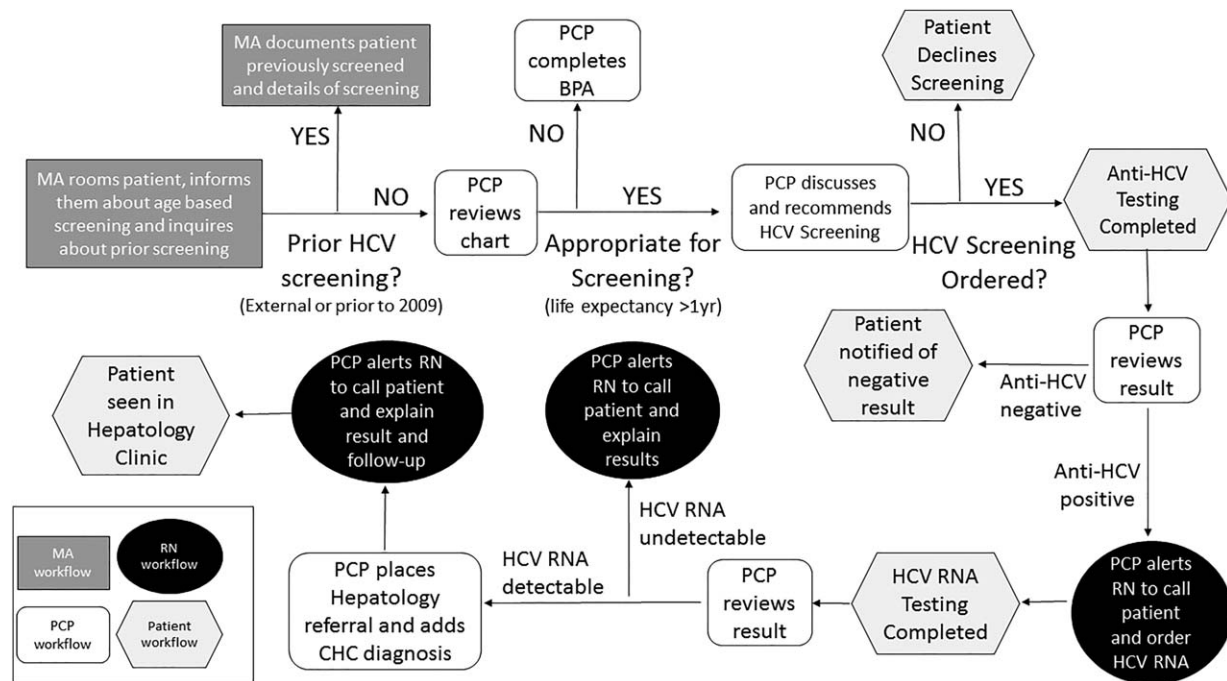 MA documents patient
previously screened
and details of screening
PCP
completes
BPA
Patient
Declines
Screening
YES
NO
NO
MA rooms patient, informs
them about age based
screening and inquires
about prior screening
NO
PCP
reviews
chart
YES
PCP discusses
and recommends
HCV Screening
YES
Anti-HCV
Testing
Completed
Prior HCV
screening?
(External or prior to 2009)
Appropriate for
Screening?
(life expectancy >1yr)
HCV Screening
Ordered?
Patient
seen in
Hepatology
Clinic
PCP alerts RN
to call patient
and explain
result and
follow-up
PCP alerts
RN to call
patient and
explain
results
Patient
notified of
negative
result
Anti-HCV
negative
PCP
reviews
result
Anti-HCV
positive
HCV RNA
undetectable
HCV RNA
detectable
PCP places
Hepatology
referral and adds
CHC diagnosis
PCP
reviews
result
HCV RNA
Testing
Completed
PCP alerts
RN to call
patient
and order
HCV RNA
MA
workflow
RN
workflow
PCP
workflow
Patient
workflow